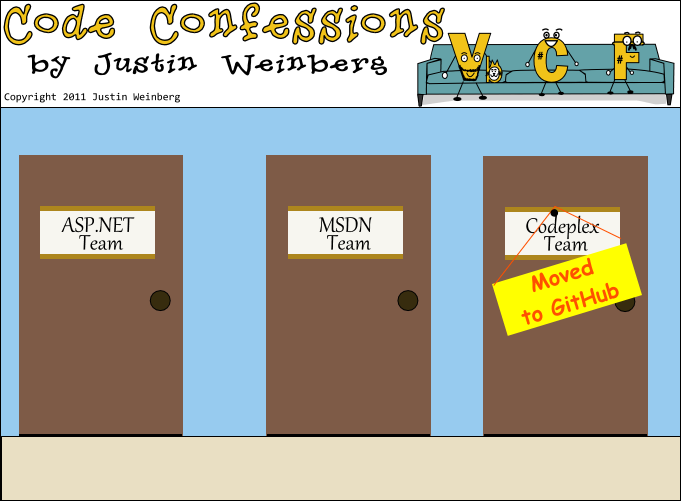 Code Confessions
by Justin Weinberg
Copyright 2011 Justin Weinberg
V
C
F
#
#
ASP.NET
Team
MSDN
Team
Codeplex
Team
Moved
to GitHub